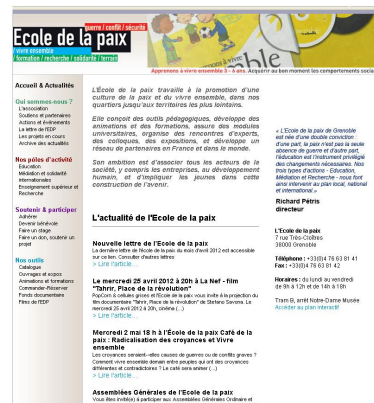 guerre / conflit / sécurité
Ecole de la paix
/ vivre ensemble
/ formation / recherche / solidarité / terrain
vivre
ensemble
Apprenons à vivre ensemble 3 - 6 ans. Acquérir au bon moment les comportements socia
Accueil & Actualités
Qui sommes-nous ?
L'association
Soutiens et partenaires
Actions et événements
La lettre de l'EDP
Les projets en cours
Archive des actualités
Nos pôles d'activité
Education
Médiation et solidarité
internationales
Enseignement supérieur et
Recherche
Soutenir & participer
Adhérer
Devenir bénévole
Faire un stage
Faire un don, soutenir un
projet
Nos outils
Catalogue
Ouvrages et expos
Animations et formations
Commander-Réserver
Fonds documentaire
Films de l'EDP
L'École de la paix travaille à la promotion d'une
culture de la paix et du vivre ensemble, dans nos
quartiers jusqu'aux territoires les plus lointains.
Elle conçoit des outils pédagogiques, développe des
animations et des formations, assure des modules
universitaires, organise des rencontres d'experts,
des colloques, des expositions, et développe un
réseau de partenaires en France et dans le monde.
Son ambition est d'associer tous les acteurs de la
société, y compris les entreprises, au développement
humain, et d'impliquer les jeunes dans cette
construction de l'avenir.
L'actualité de l'Ecole de la paix
Nouvelle lettre de l'Ecole de la paix
La dernière lettre de l'École de la paix du mois d'avril 2012 est accessible
sur ce lien. Consulter d'autres lettres
> Lire l'article...
Le mercredi 25 avril 2012 à 20h à La Nef - film
"Tahrir, Place de la révolution"
PopCorn & cellules grises et l'École de la paix vous invite à la projection du
film documentaire "Tahrir, Place de la révolution" de Stefano Savona. Le
mercredi 25 avril 2012 à 20h, cinéma (...)
> Lire l'article...
Mercredi 2 mai 18 h à l'École de la paix Café de la
paix : Radicalisation des croyances et Vivre
ensemble
Les croyances seraient-elles causes de guerres ou de conflits graves ?
Comment vivre ensemble demain entre peuples qui ont des croyances
différentes et contradictoires ? Le café sera animer (...)
> Lire l'article...
Assemblées Générales de l'Ecole de la paix
Vous êtes invité(e) à participer aux Assemblées Générales Ordinaire et
« L'École de la paix de Grenoble
est née d'une double conviction :
d'une part, la paix n'est pas la seule
absence de guerre et d'autre part,
l'éducation est l'instrument privilégié
des changements nécessaires. Nos
trois types d'actions - Education,
Médiation et Recherche - nous font
ainsi intervenir au plan local, national
et international.»
Richard Pétris
directeur
L'École de la paix
7 rue Très-Cloîtres
38000 Grenoble
Téléphone : +33(0)4 76 63 81 41
Fax : +33(0)4 76 63 81 42
Horaires : du lundi au vendredi
de 9h à 12h et de 14h à 18h
Tram B, arrêt Notre-Dame Musée
Accéder au plan interactif